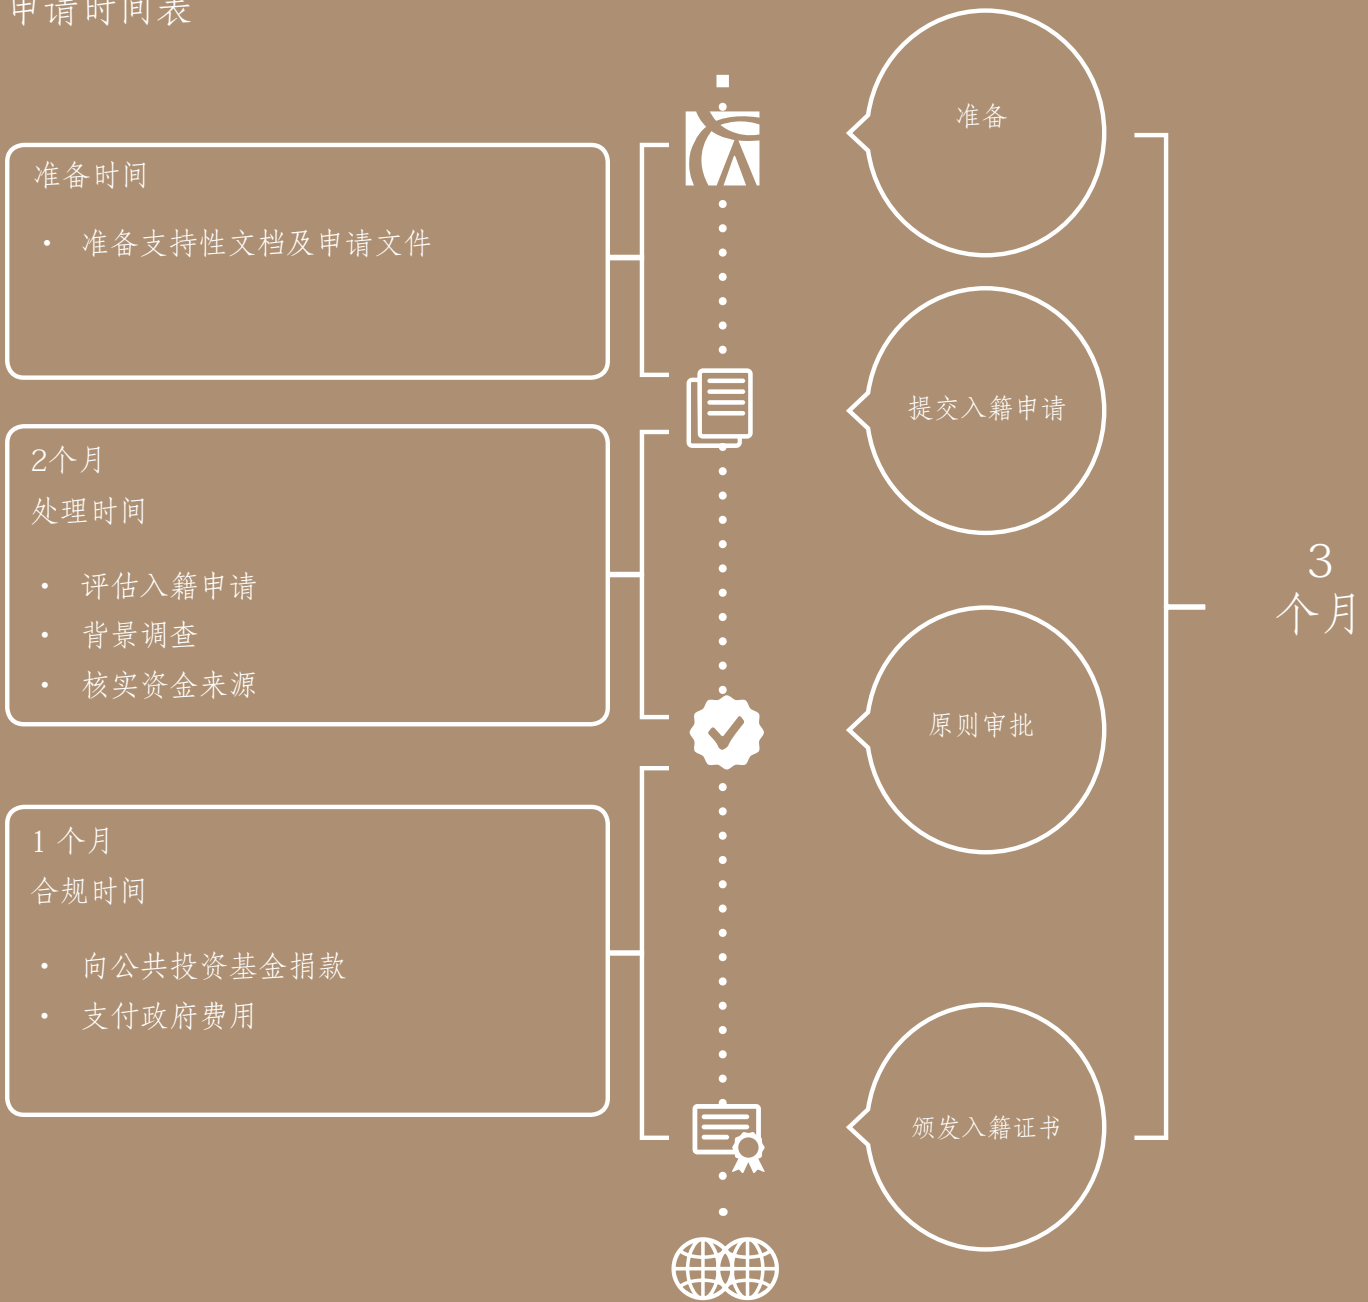 申请时间表
准备
准备时间
· 准备支持性文档及申请文件
提交入籍申请
2个月
处理时间
· 评估入籍申请
· 背景调查
· 核实资金来源
3
个月
原则审批
1 个月
合规时间
· 向公共投资基金捐款
· 支付政府费用
颁发入籍证书